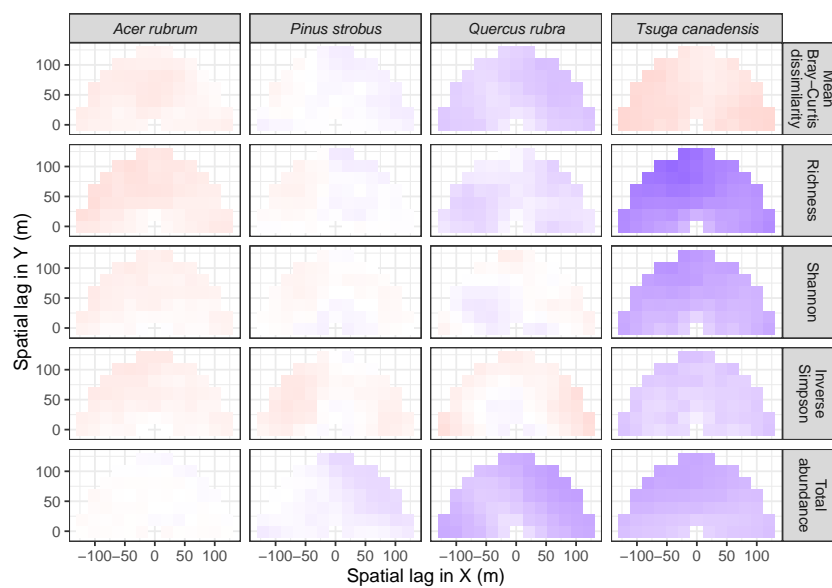 Acer rubrum
Pinus strobus
Quercus rubra
Tsuga canadensis
100
50
0
Mean
Bray−Curtis
dissimilarity
100
50
0
Richness
100
50
0
Shannon
100
50
0
Inverse
Simpson
100
50
0
Total
abundance
Spatial lag in Y (m)
−100 −50 0 50 100
−100 −50 0 50 100
−100 −50 0 50 100
−100 −50 0 50 100
Spatial lag in X (m)